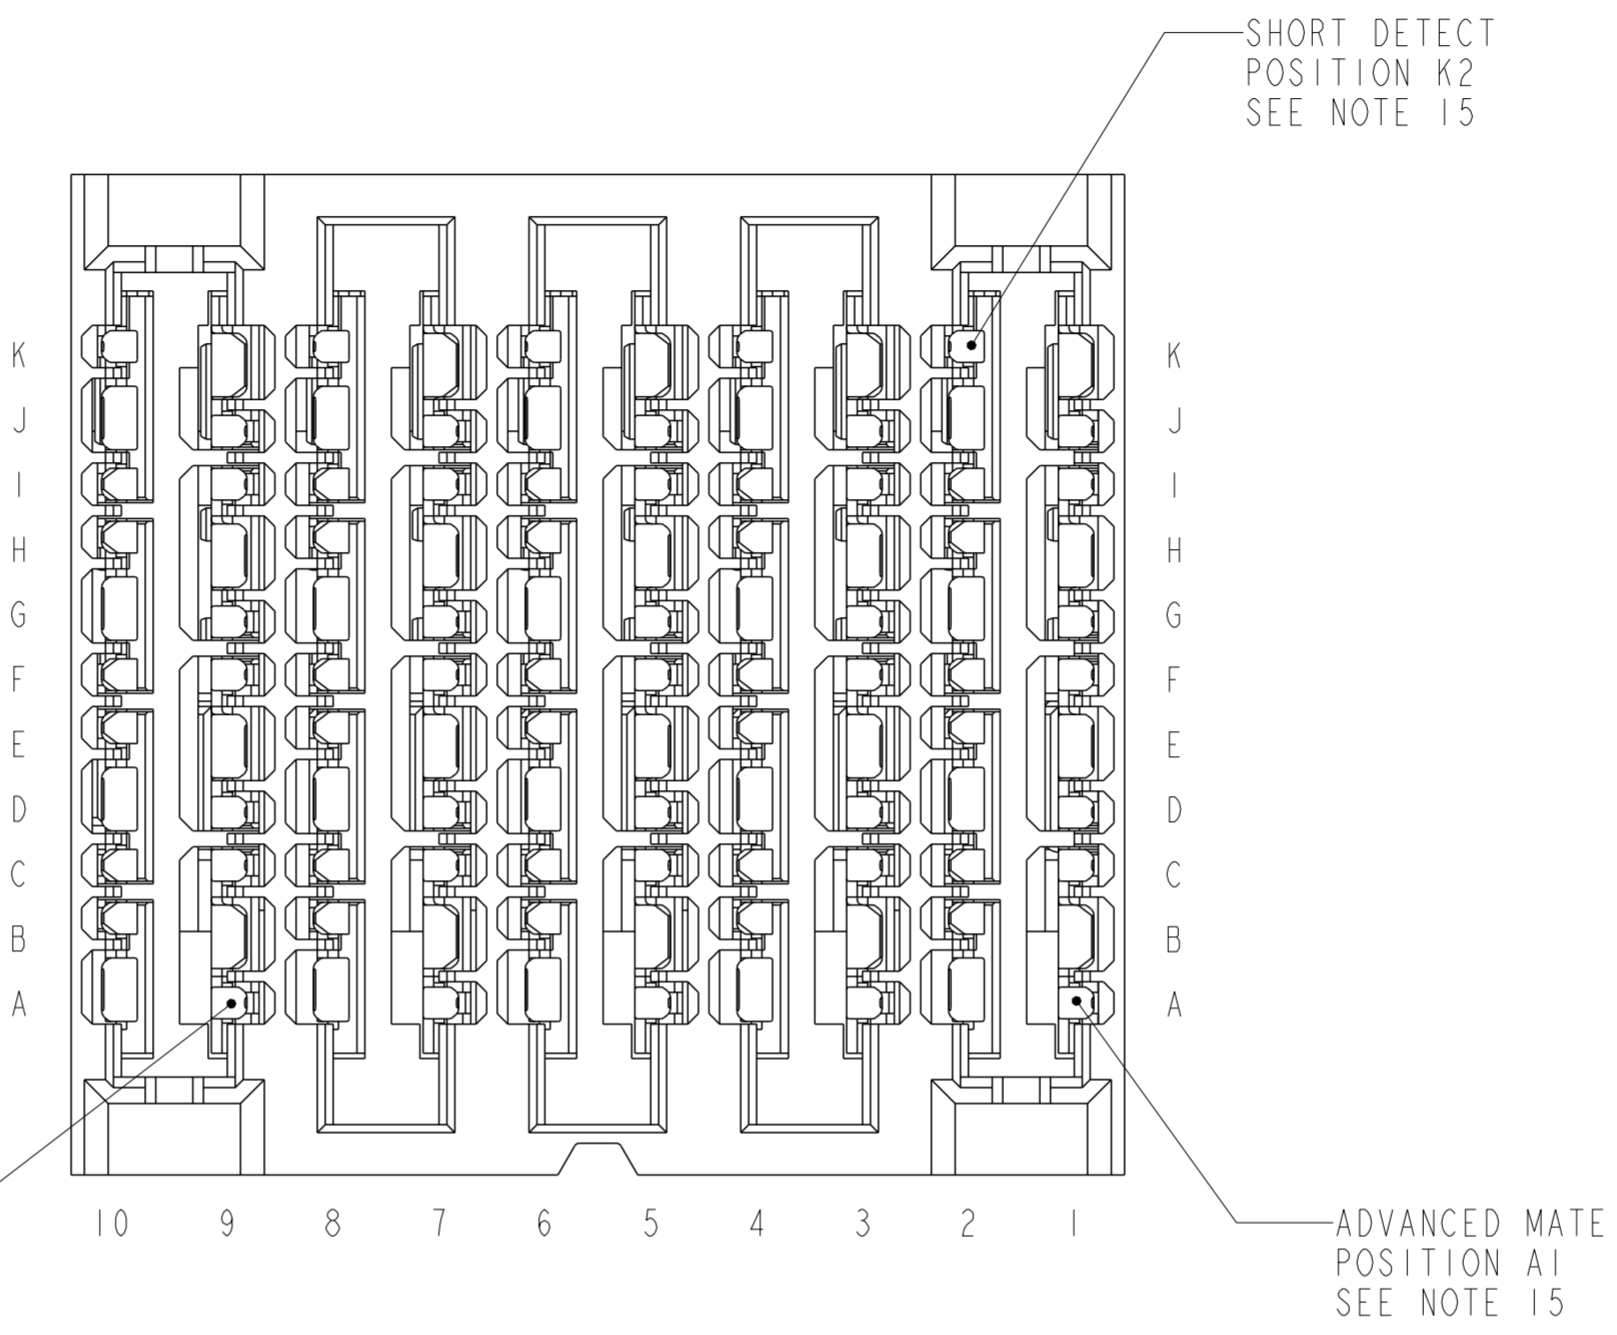 SHORT DETECT
POSITION K2
SEE NOTE 15
K K
J J
I I
H H
G G
F F
E E
D D
C C
B B
A A
10 9 8 7 6 5 4 3 2 1
ADVANCED MATE
POSITION A1
SEE NOTE 15